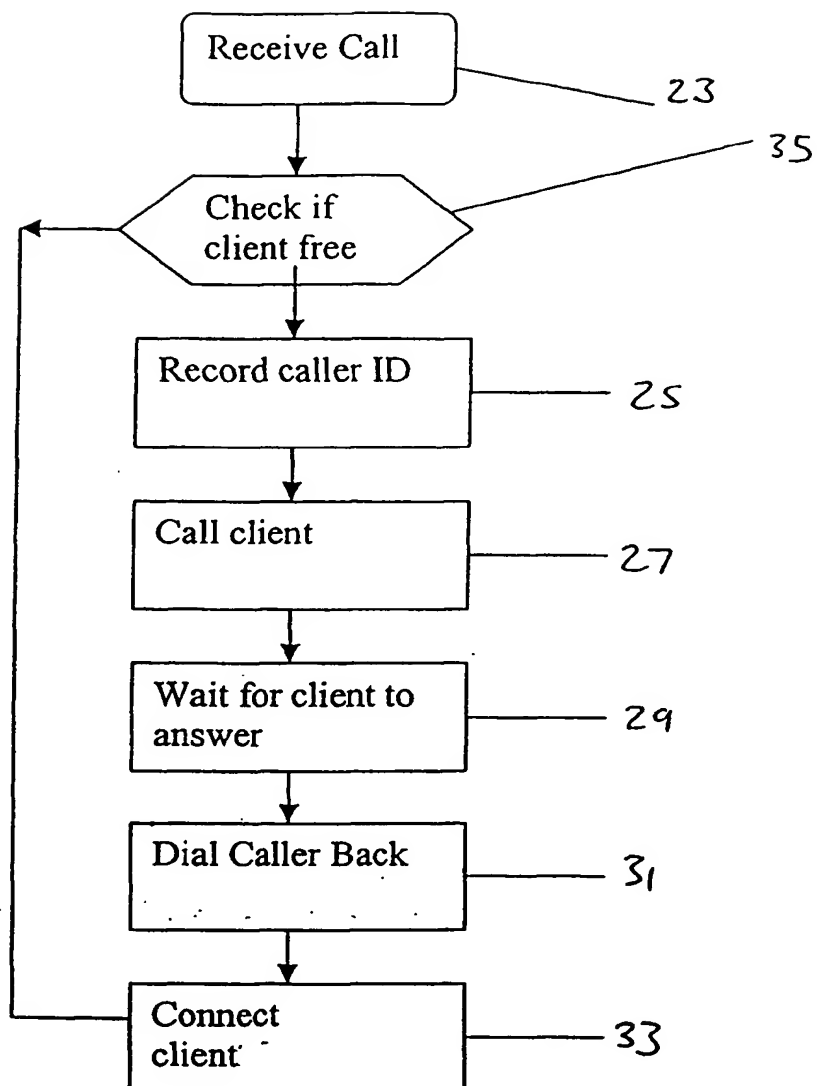 Receive Call
23
35
Check if
client free
Record caller ID
25
Call client
27
Wait for client to
answer
29
Dial Caller Back
31
Connect
client
33